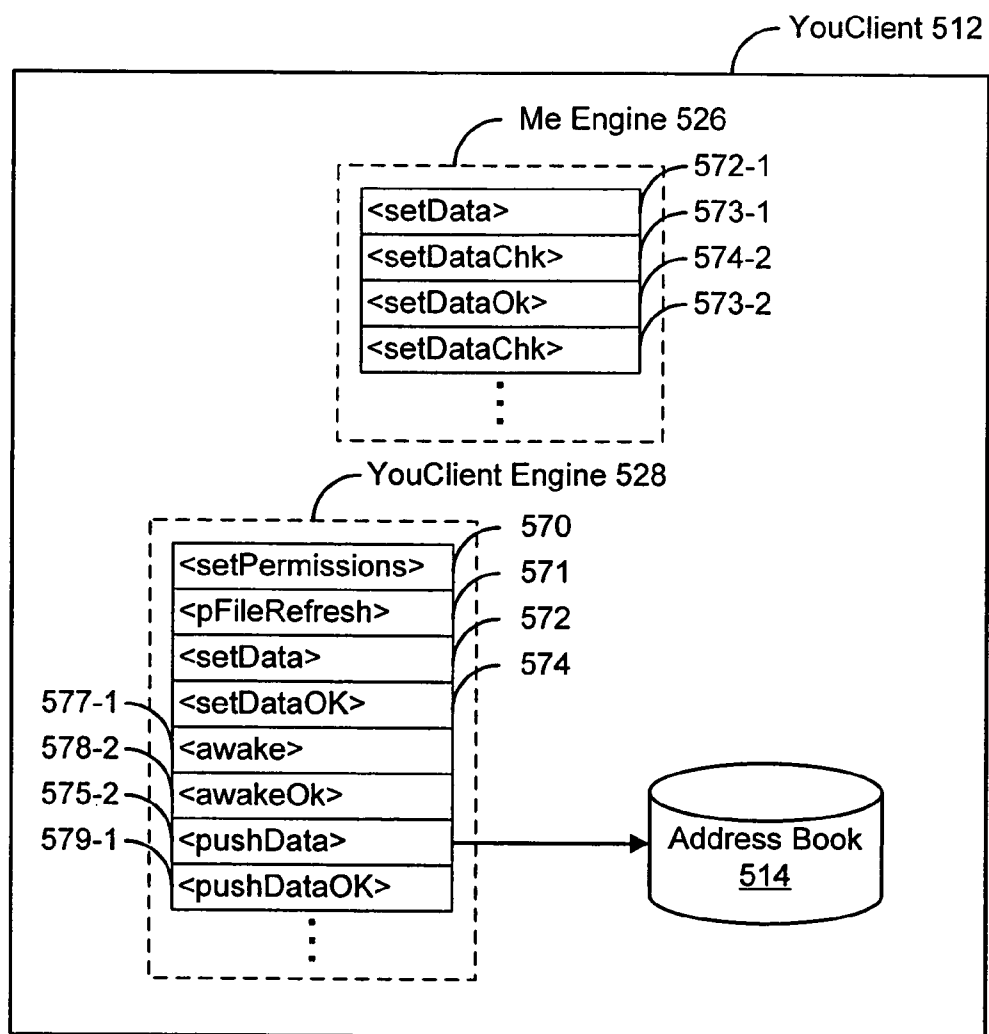 YouClient 512
Me Engine 526
572-1
<setData>
573-1
<setDataChk>
574-2
<setDataOk>
573-2
<setDataChk>
YouClient Engine 528
570
<setPermissions>
571
<pFileRefresh>
572
<setData>
574
<setDataOK>
577-1
<awake>
578-2
<awakeOk>
575-2
<pushData>
579-1
<pushDataOK>
Address Book
514